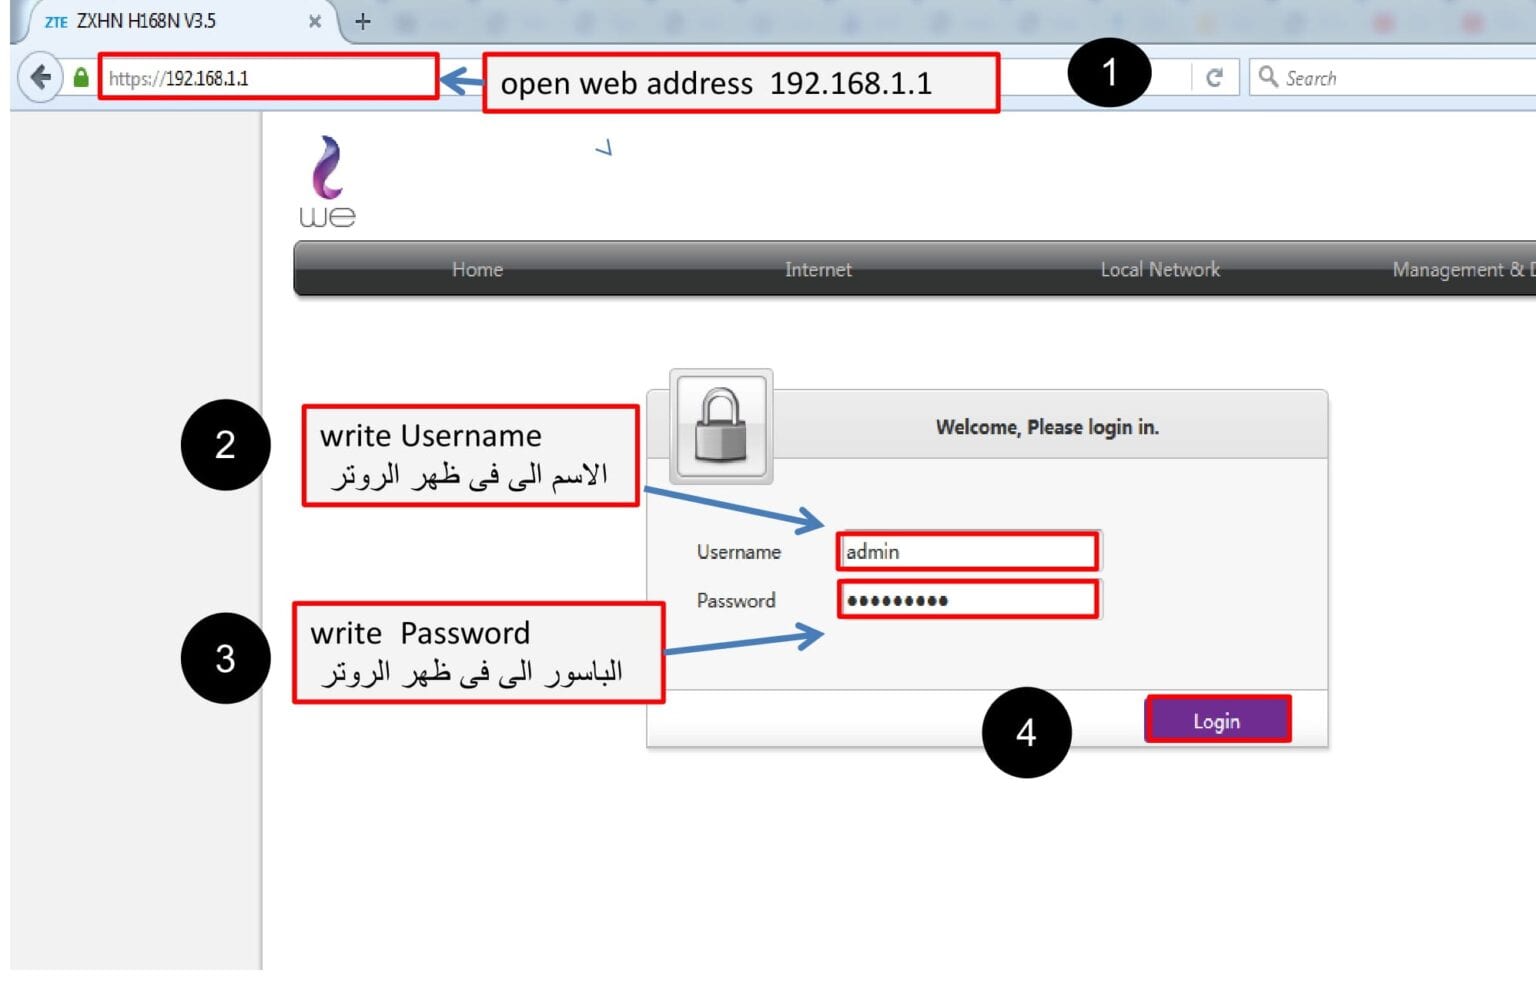 ZTE ZXHN H168N V3.5
https://192.168.1.1
open web address 192.168.1.1
1
Search
we
Home Internet Local Network Management & D
2
write Username
الاسم الى فى ظهر الروتر
Welcome, Please login in.
Username admin
Password •••••••••
3
write Password
الباسور الى فى ظهر الروتر
4
Login